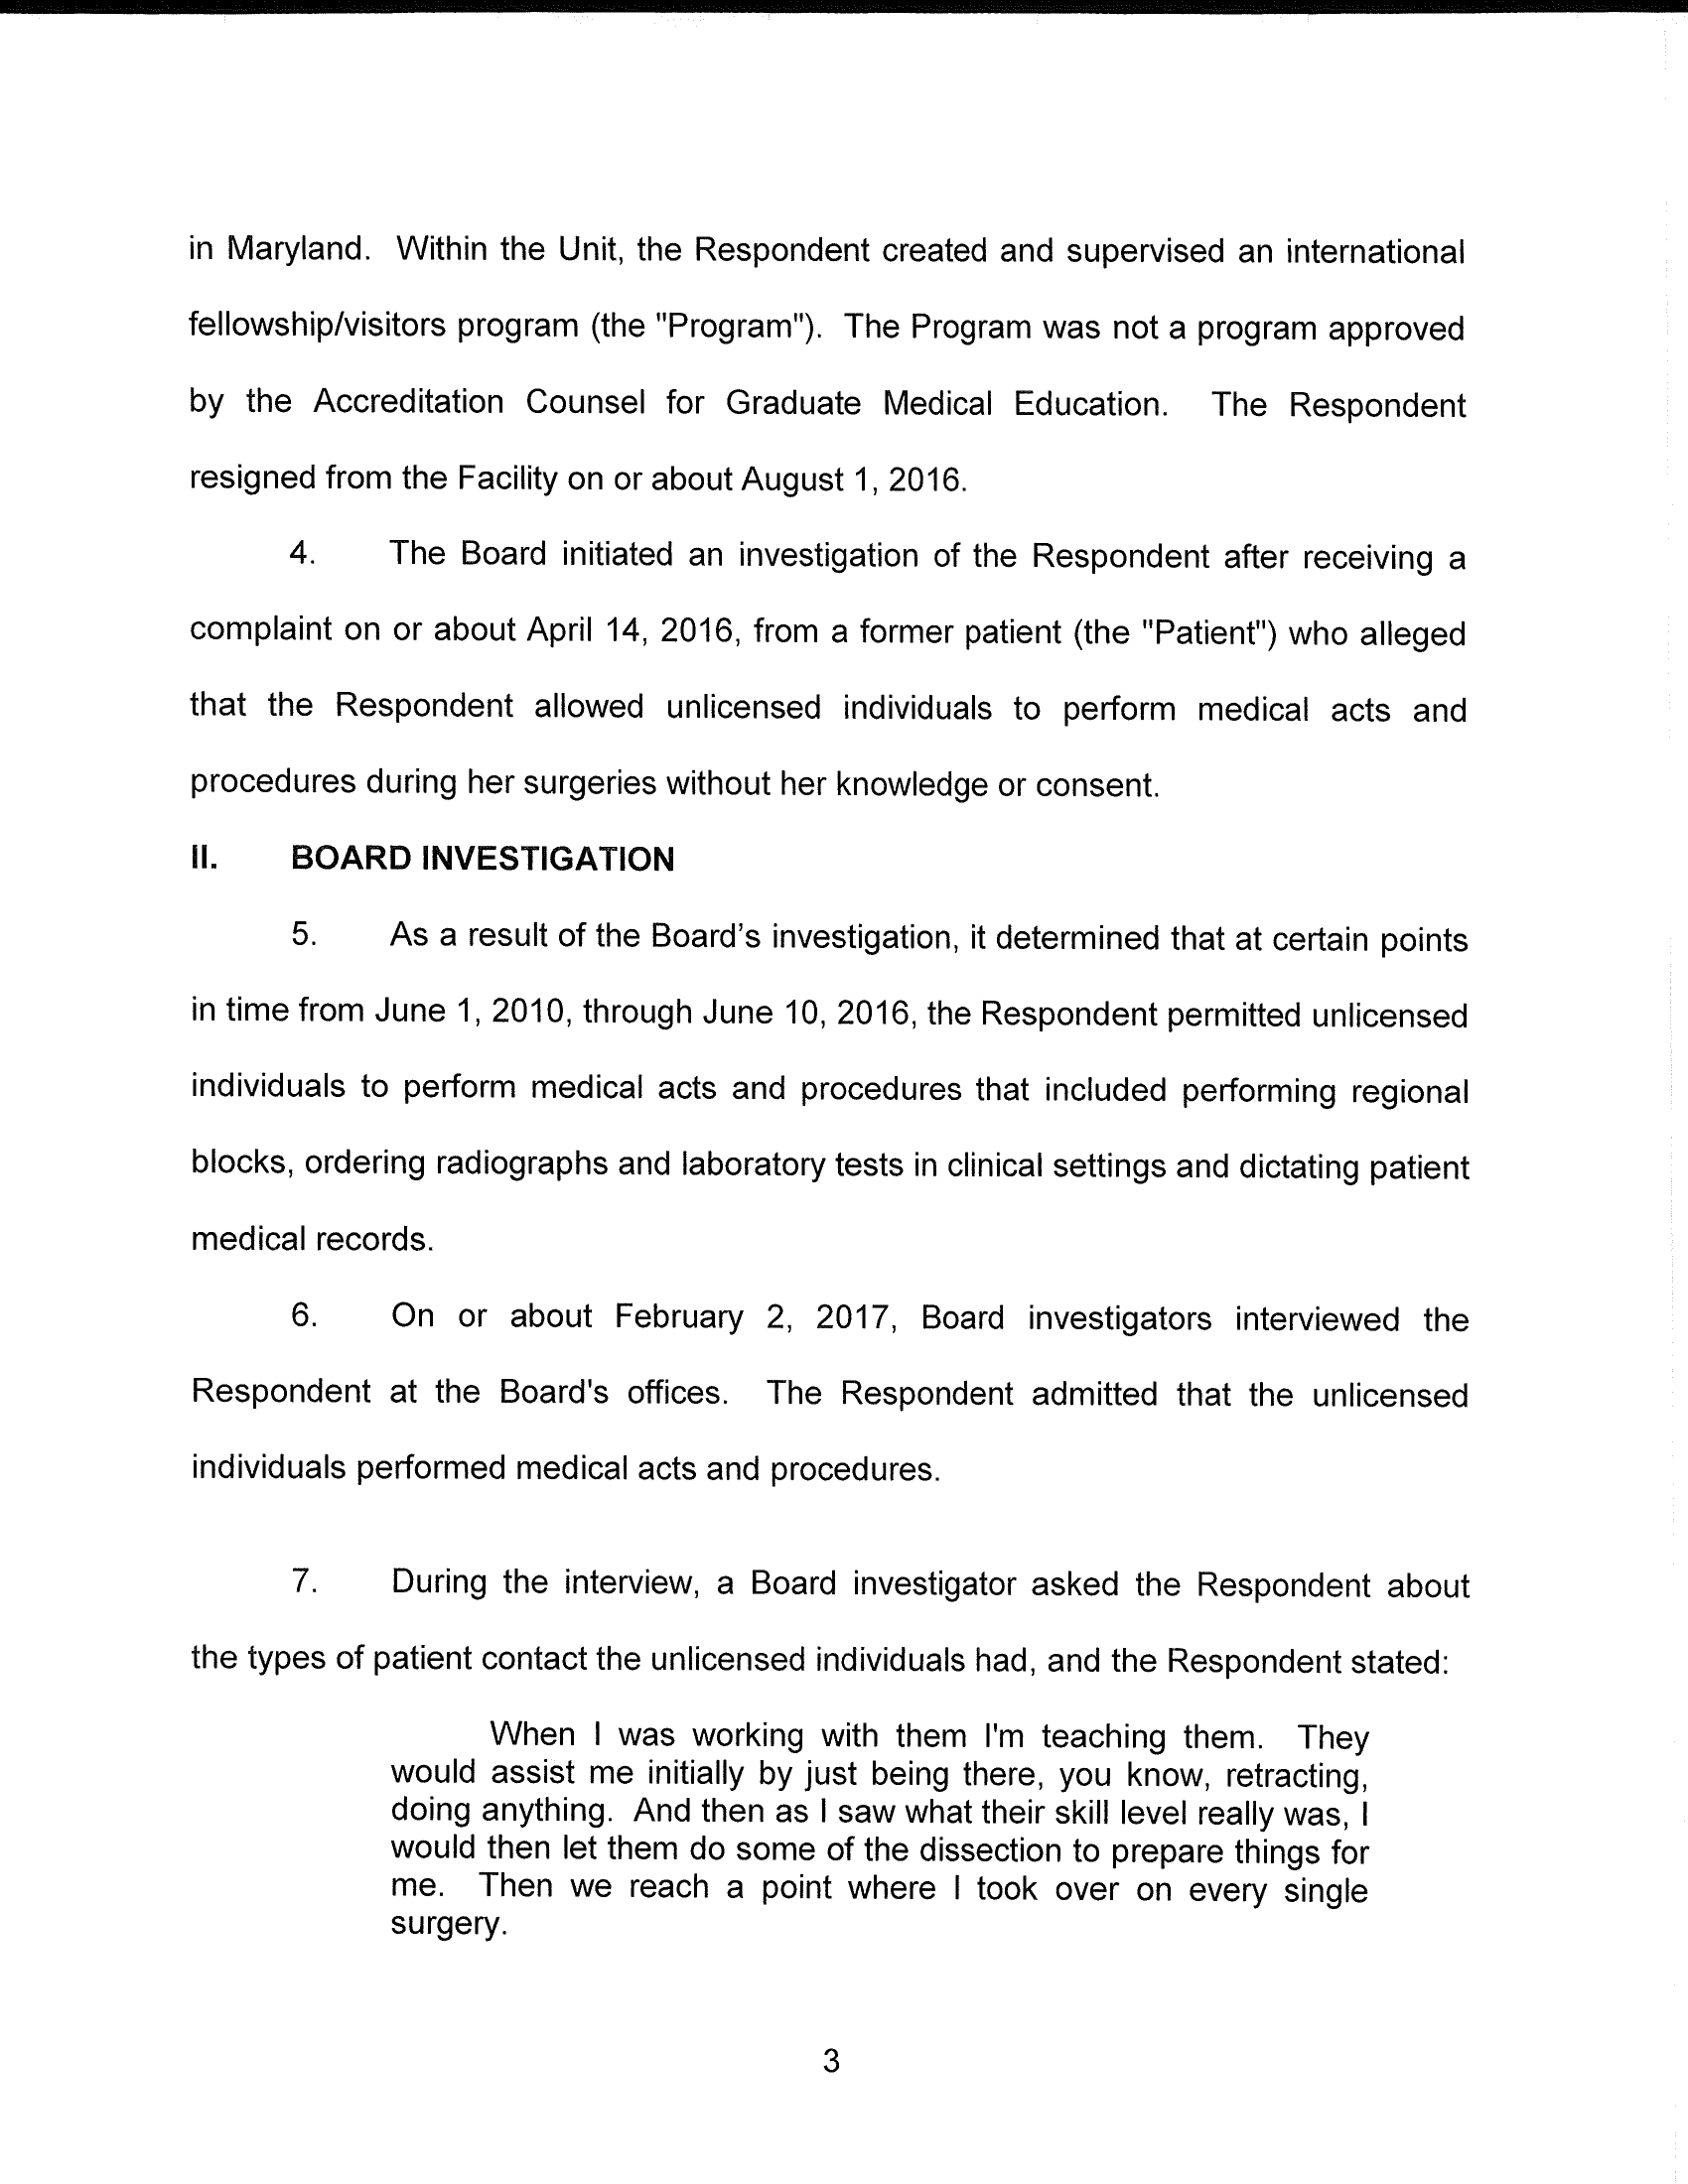 in Maryland. Within the Unit, the Respondent created and supervised an international
fellowship/visitors program (the "Program"). The Program was not a program approved
by the Accreditation Counsel for Graduate Medical Education. The Respondent
resigned from the Facility on or about August 1, 2016.
4. The Board initiated an investigation of the Respondent after receiving a
complaint on or about April 14, 2016, from a former patient (the "Patient") who alleged
that the Respondent allowed unlicensed individuals to perform medical acts and
procedures during her surgeries without her knowledge or consent.
II. BOARD INVESTIGATION
5. As a result of the Board's investigation, it determined that at certain points
in time from June 1, 2010, through June 10, 2016, the Respondent permitted unlicensed
individuals to perform medical acts and procedures that included performing regional
blocks, ordering radiographs and laboratory tests in clinical settings and dictating patient
medical records.
6. On or about February 2, 2017, Board investigators interviewed the
Respondent at the Board's offices. The Respondent admitted that the unlicensed
individuals performed medical acts and procedures.
7. During the interview, a Board investigator asked the Respondent about
the types of patient contact the unlicensed individuals had, and the Respondent stated:
When I was working with them I'm teaching them. They
would assist me initially by just being there, you know, retracting,
doing anything. And then as I saw what their skill level really was, I
would then let them do some of the dissection to prepare things for
me. Then we reach a point where I took over on every single
surgery.
3